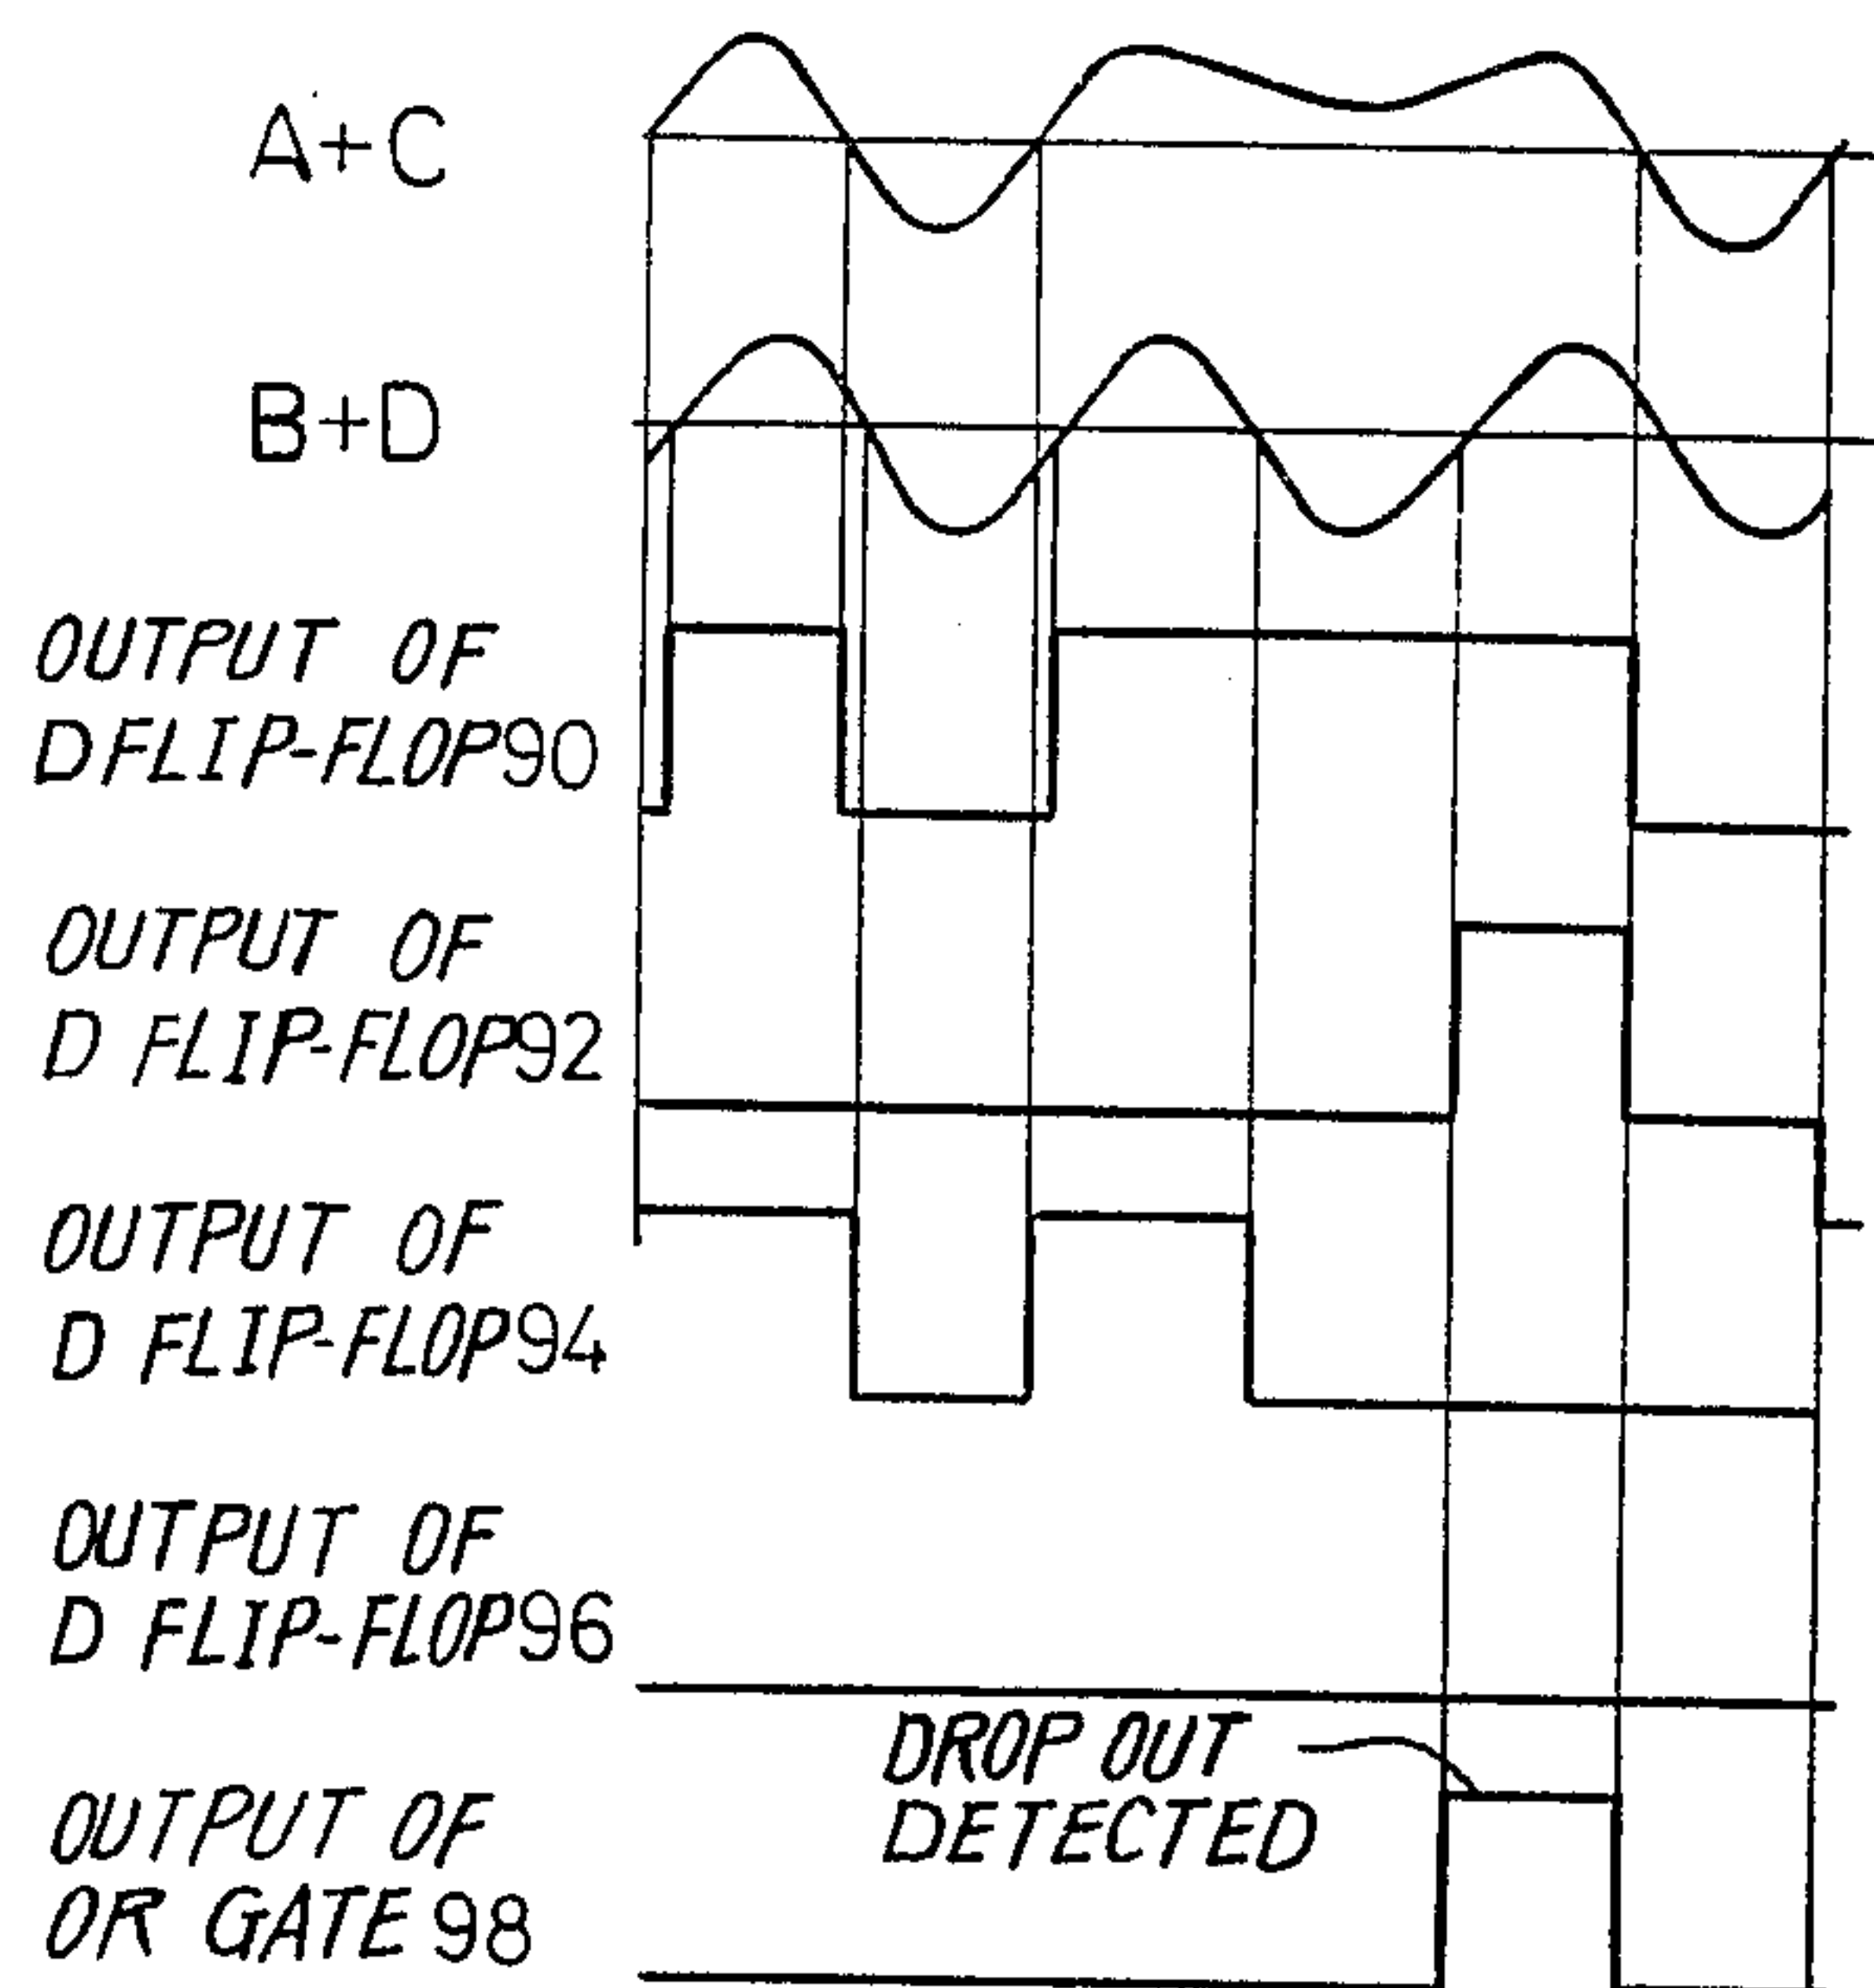 A+C
B+D
OUTPUT OF
D FLIP-FLOP90
OUTPUT OF
D FLIP-FLOP92
OUTPUT OF
D FLIP-FLOP94
OUTPUT OF
D FLIP-FLOP96
DROP OUT
DETECTED
OUTPUT OF
OR GATE 98